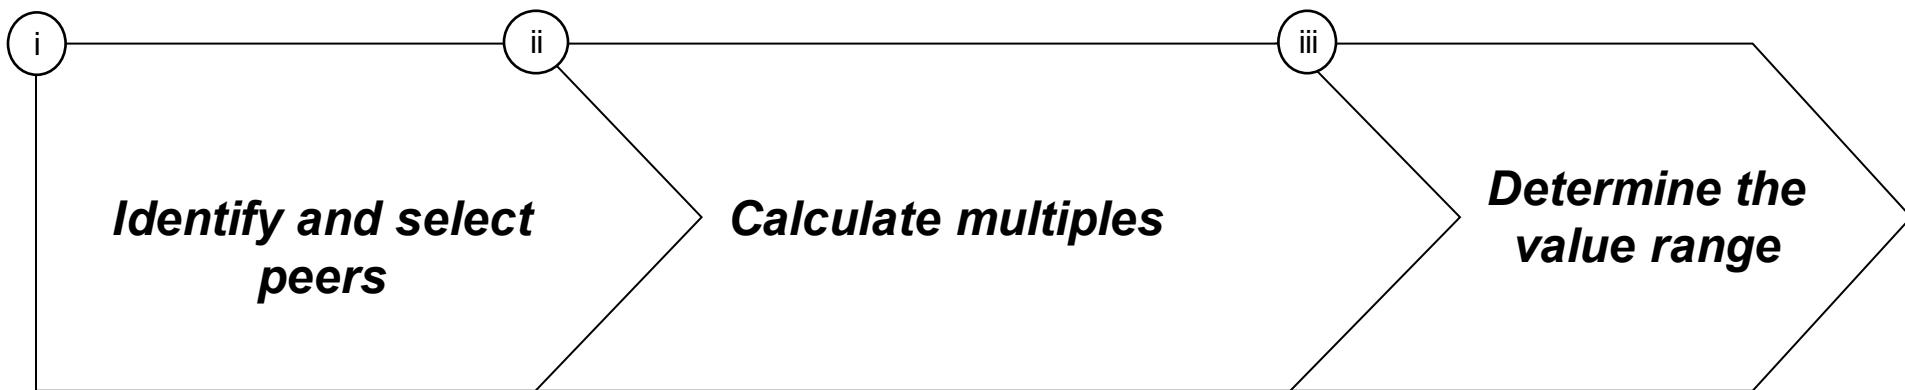 i
ii
iii
Identify and select
peers
Calculate multiples
Determine the
value range